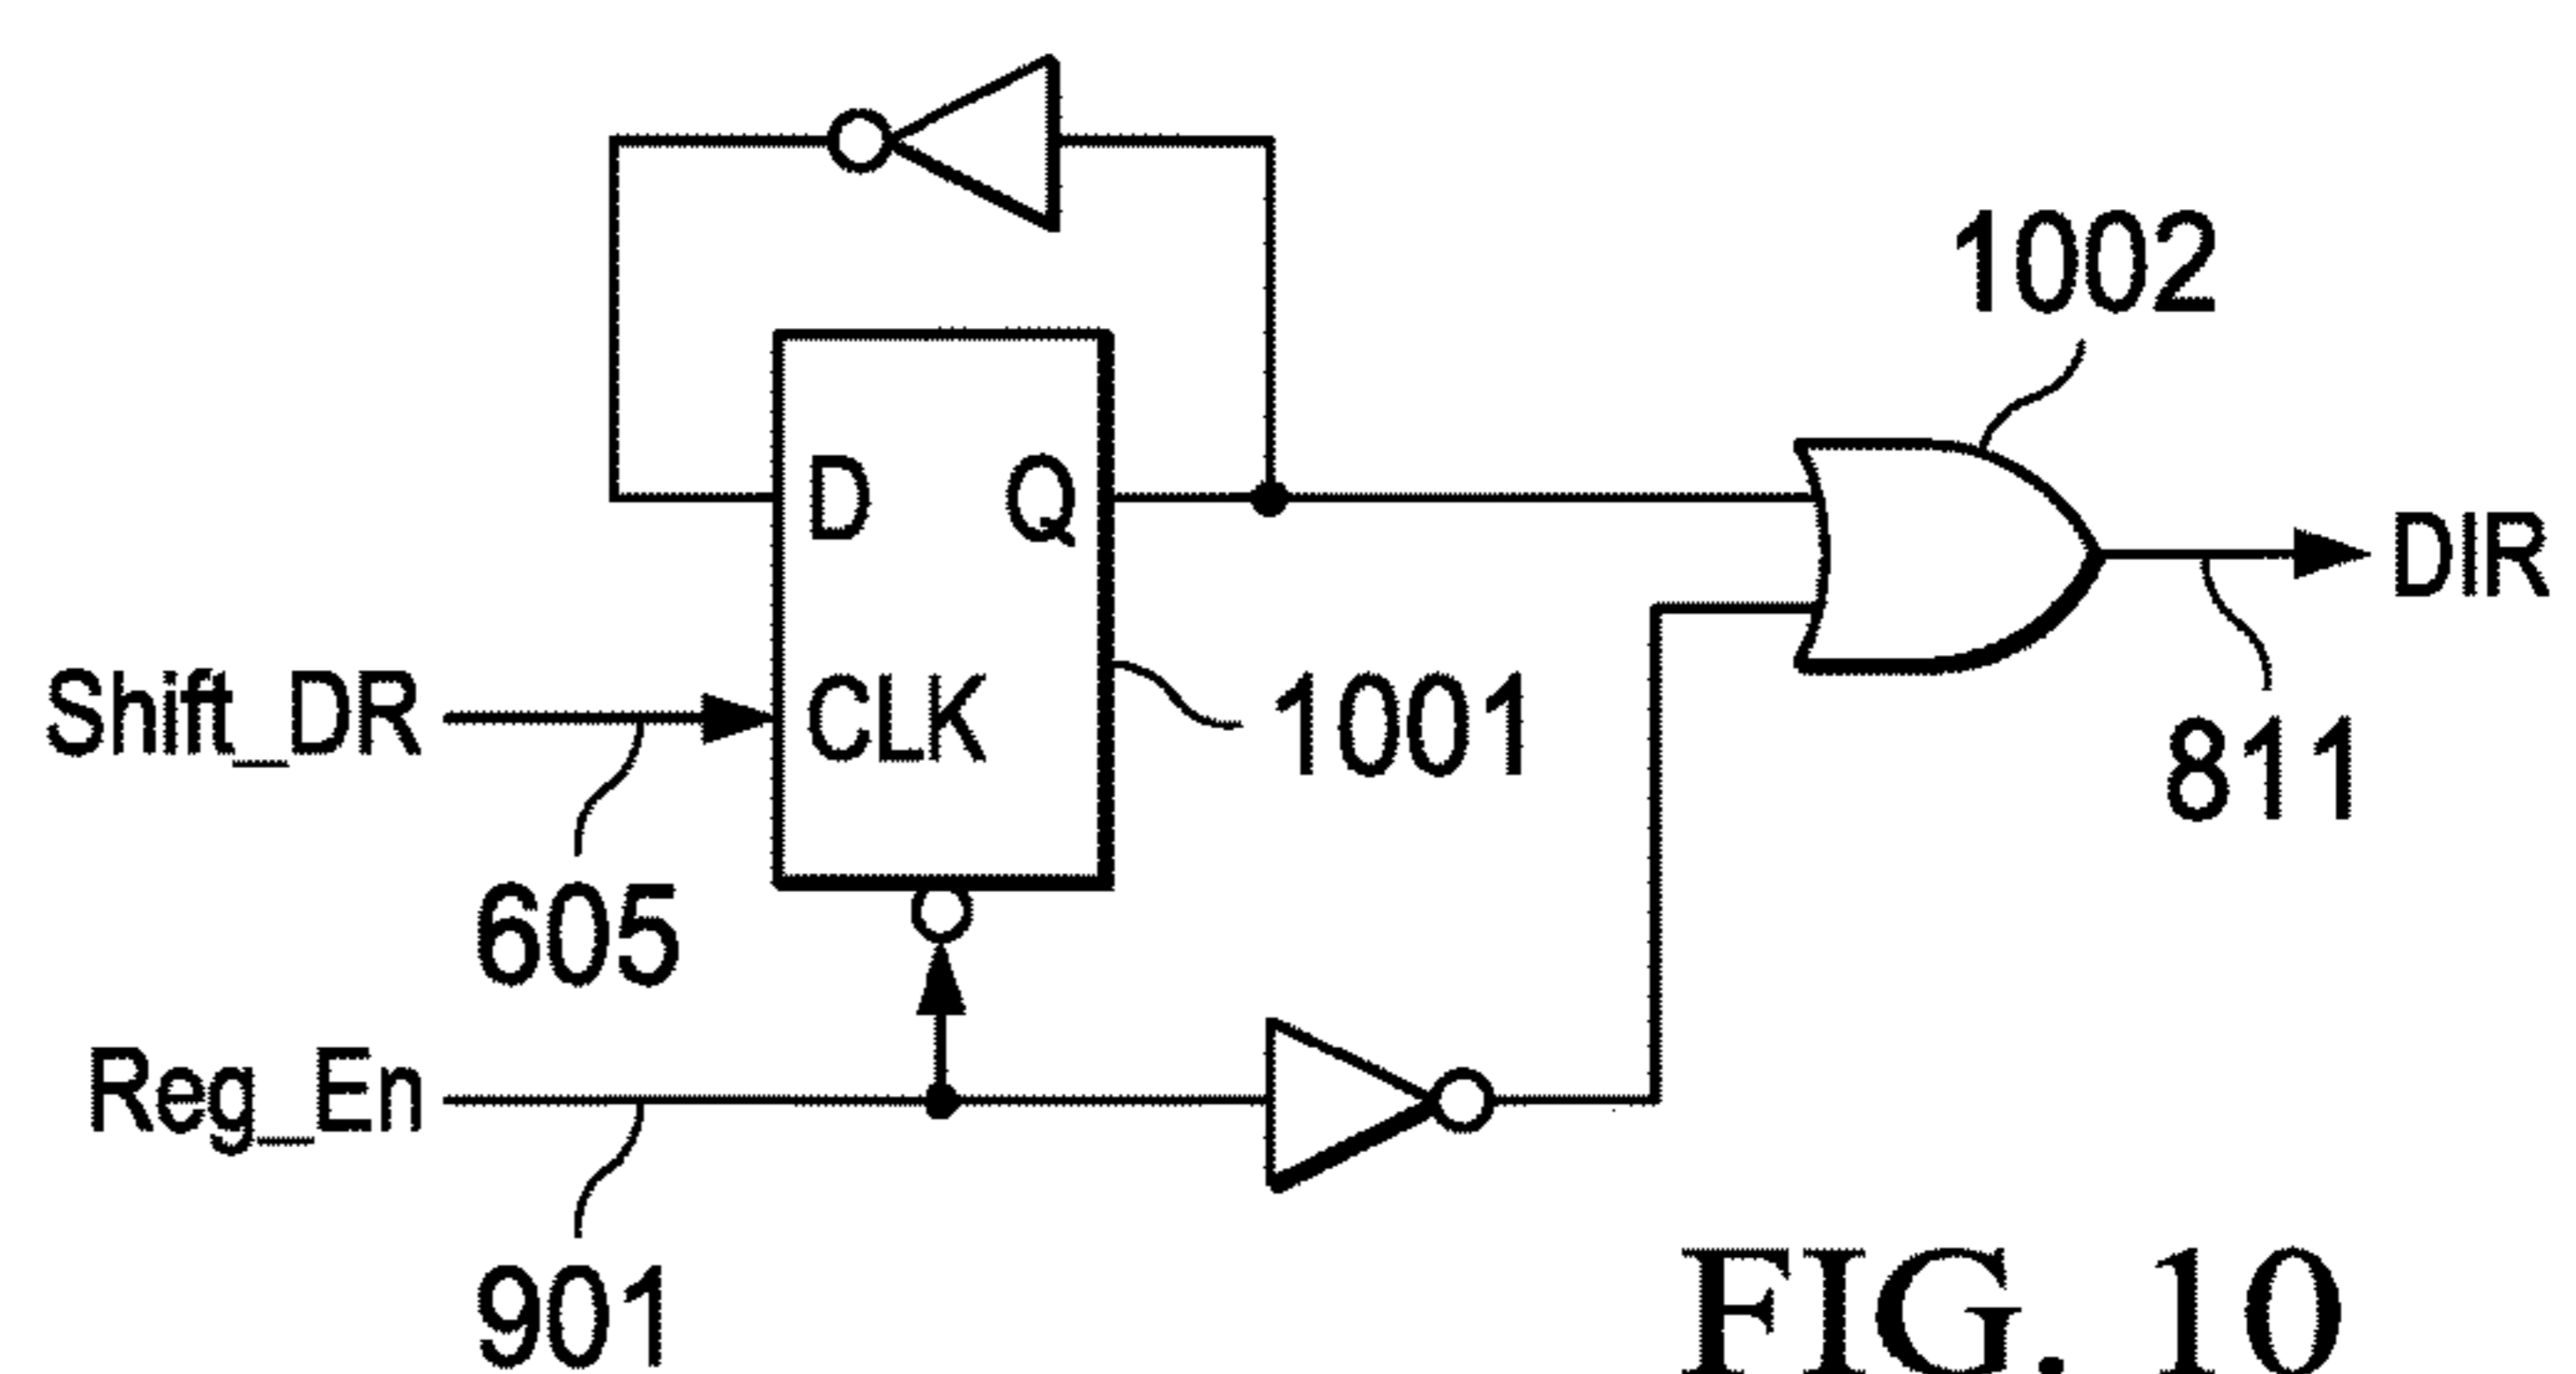 1002
D
Q
DIR
Shift_DR
CLK
1001
811
605
Reg_En
901
FIG. 10